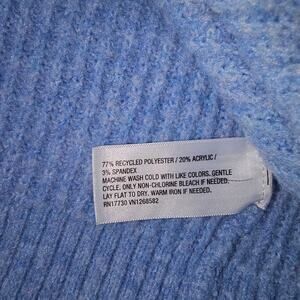 77% RECYCLED POLYESTER / 20% ACRYLIC /
3% SPANDEX
MACHINE WASH COLD WITH LIKE COLORS. GENTLE
CYCLE. ONLY NON-CHLORINE BLEACH IF NEEDED.
LAY FLAT TO DRY. WARM IRON IF NEEDED.
RN17730 VN1268582